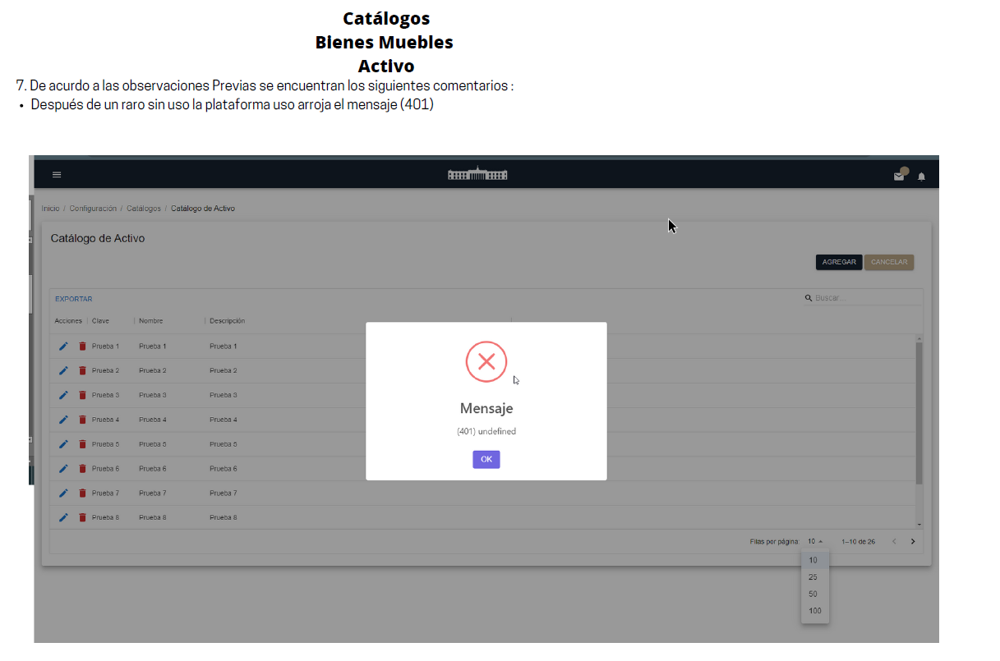 Catálogos
Bienes Muebles
Activo
7. De acurdo a las observaciones Previas se encuentran los siguientes comentarios :
• Después de un raro sin uso la plataforma uso arroja el mensaje (401)
Inicio / Configuración / Catálogos / Catálogo de Activo
Catálogo de Activo
AGREGAR CANCELAR
EXPORTAR Buscar...
Acciones Clave Nombre Descripción
Prueba 1 Prueba 1 Prueba 1
Prueba 2 Prueba 2 Prueba 2
Prueba 3 Prueba 3 Prueba 3
Prueba 4 Prueba 4 Prueba 4
Prueba 5 Prueba 5 Prueba 5
Prueba 6 Prueba 6 Prueba 6
Prueba 7 Prueba 7 Prueba 7
Prueba 8 Prueba 8 Prueba 8
Mensaje
(401) undefined
OK
Filas por página: 10 1–10 de 26
10
25
50
100